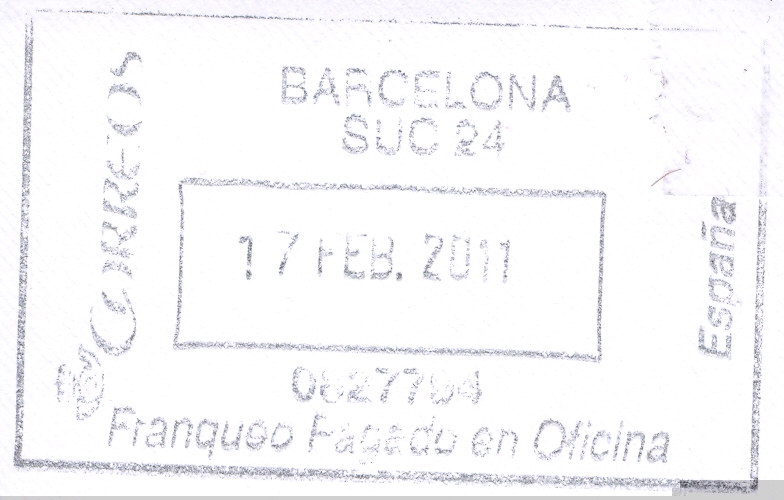 BARCELONA
SUC 24
CORREOS
17 FEB. 2011
España
Franqueo Pagado en Oficina